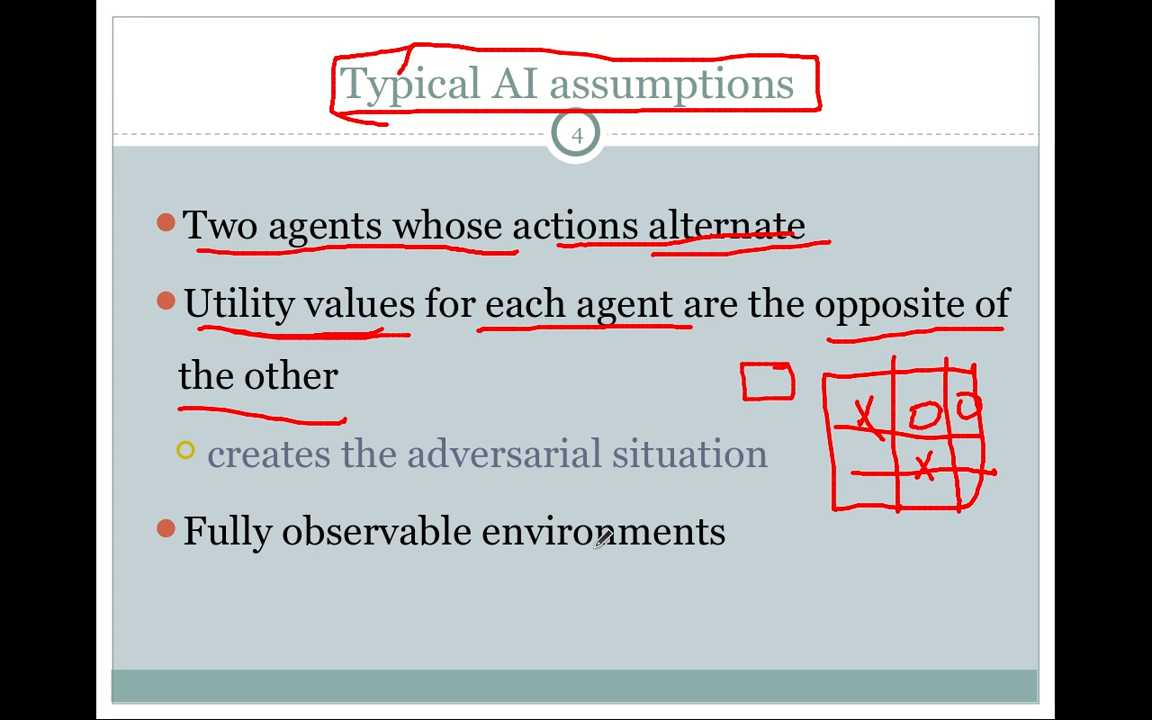 Typical AI assumptions
4
Two agents whose actions alternate
Utility values for each agent are the opposite of
the other
creates the adversarial situation
Fully observable environments
X O O
X